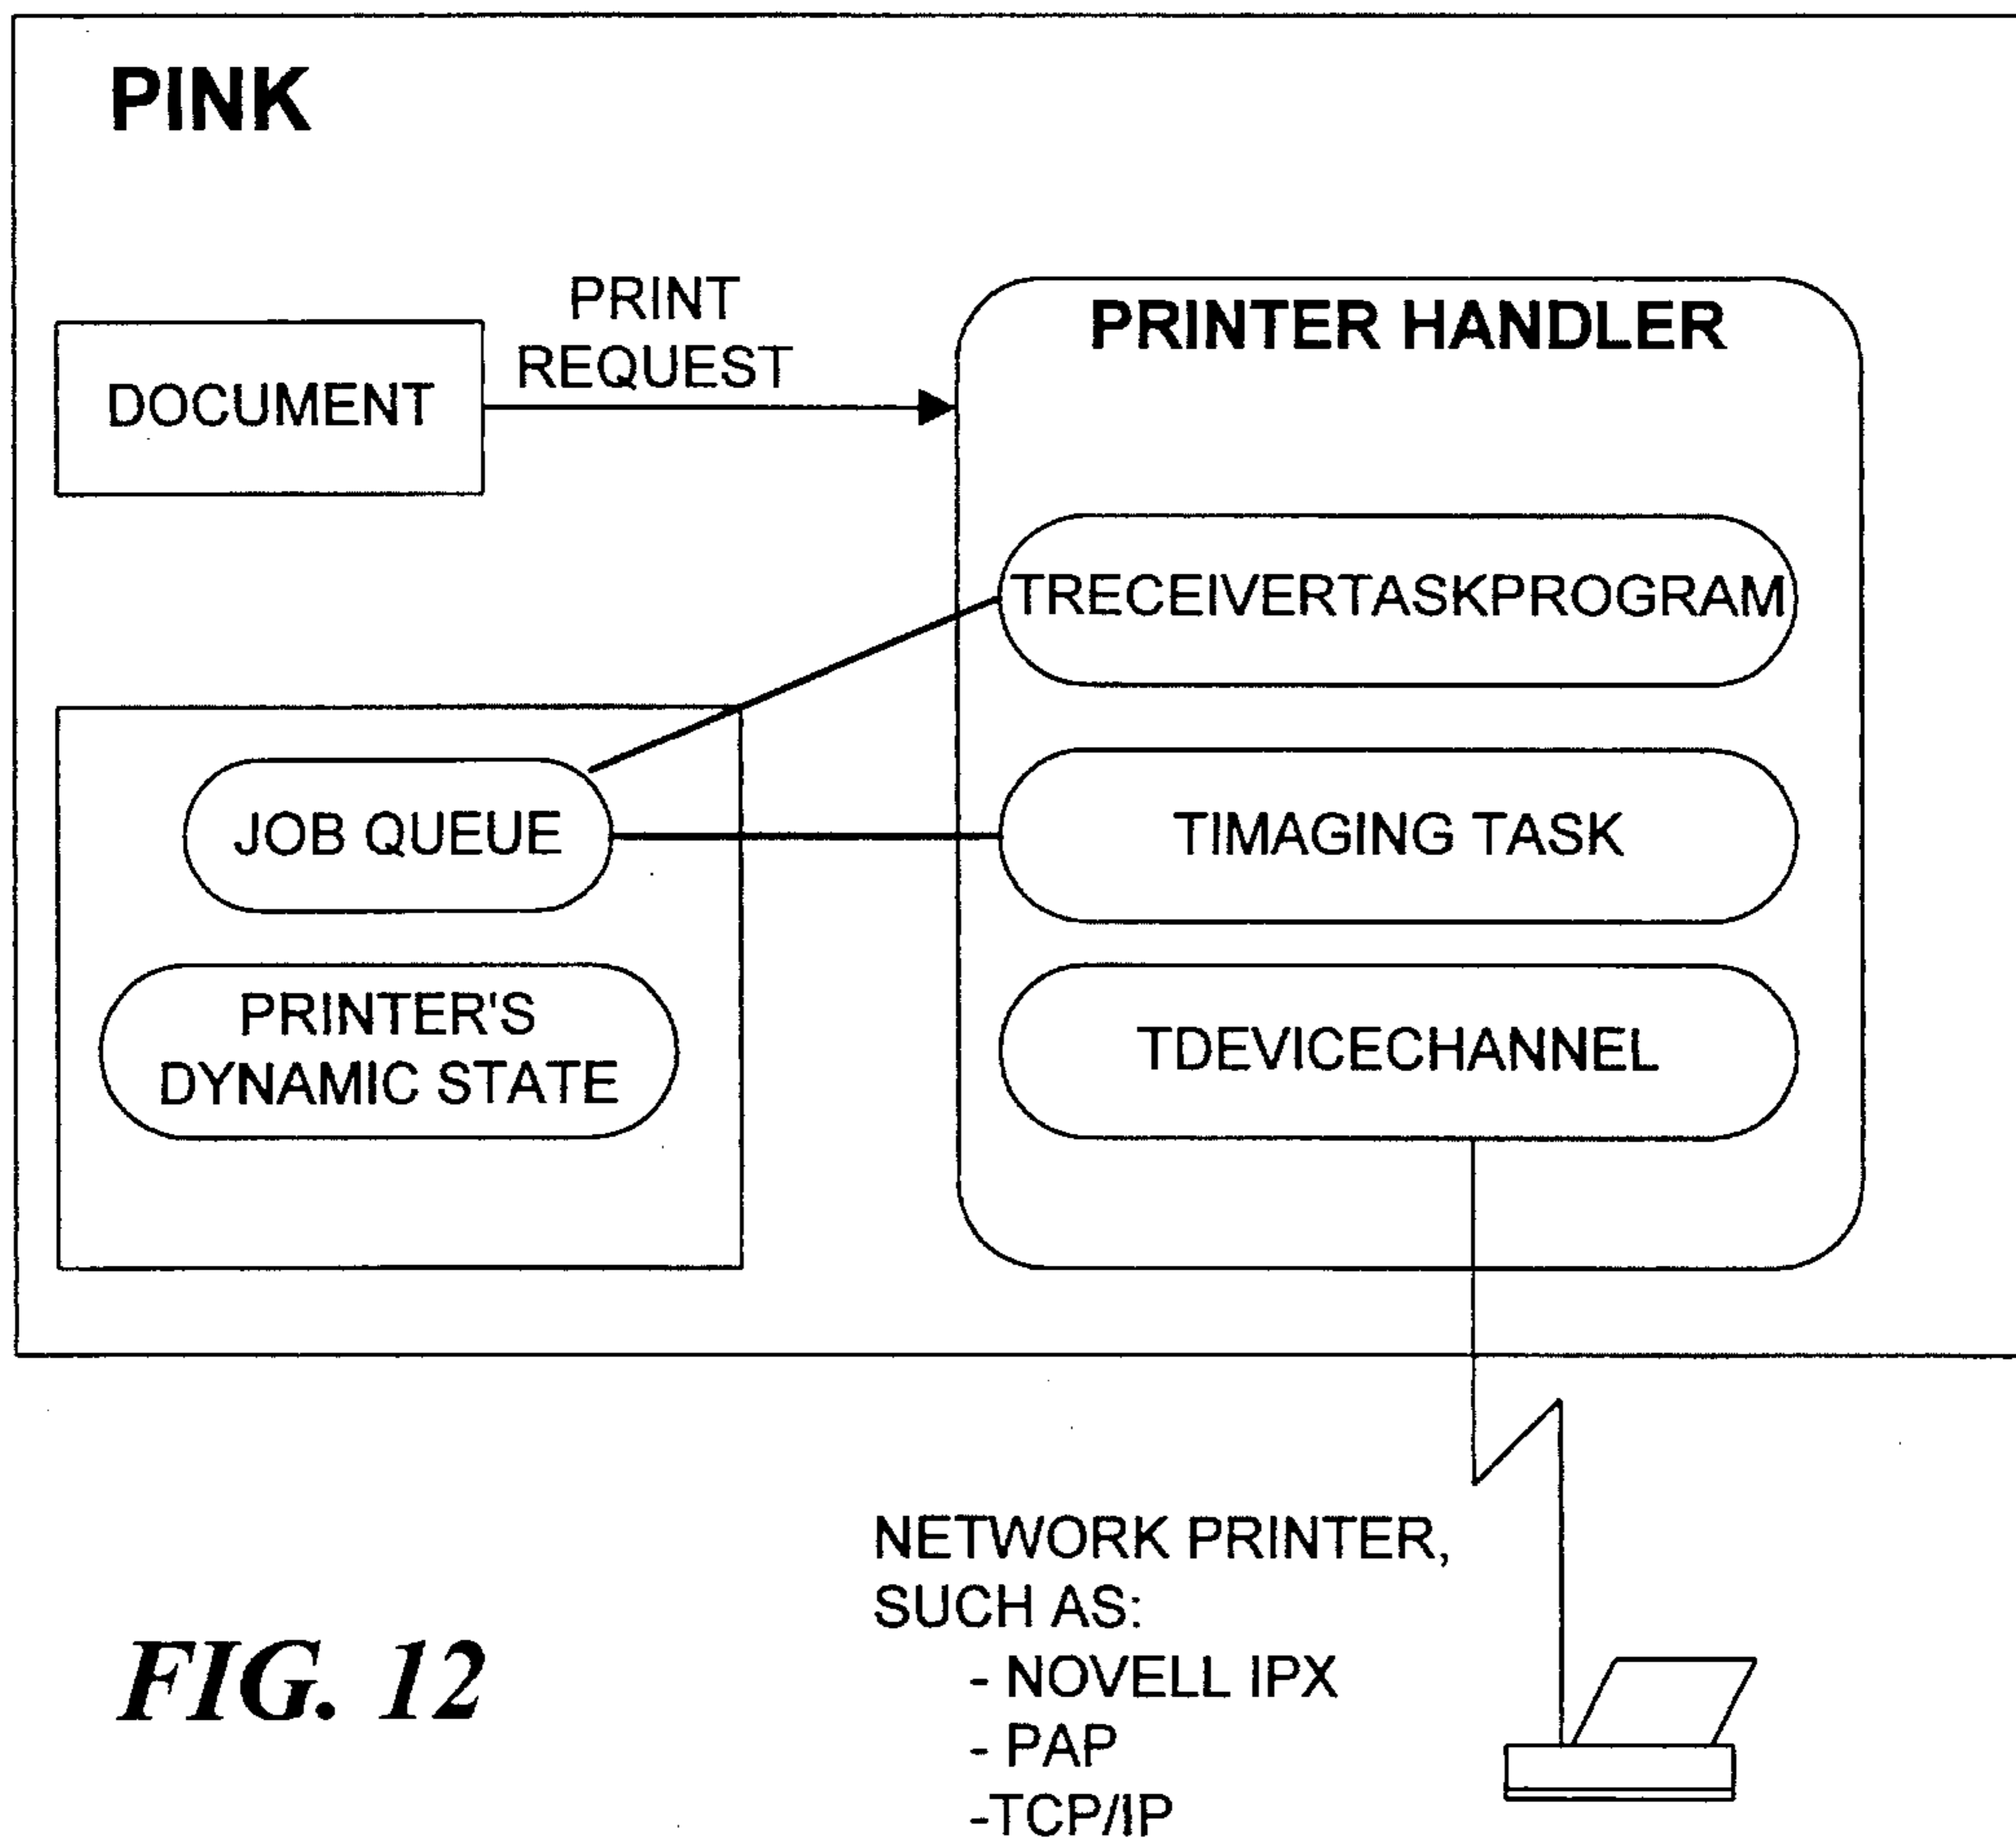 PINK
PRINT
REQUEST
DOCUMENT
PRINTER HANDLER
TRECEIVERTASKPROGRAM
JOB QUEUE
TIMAGING TASK
PRINTER'S
DYNAMIC STATE
TDEVICECHANNEL
NETWORK PRINTER,
SUCH AS:
- NOVELL IPX
- PAP
-TCP/IP
FIG. 12